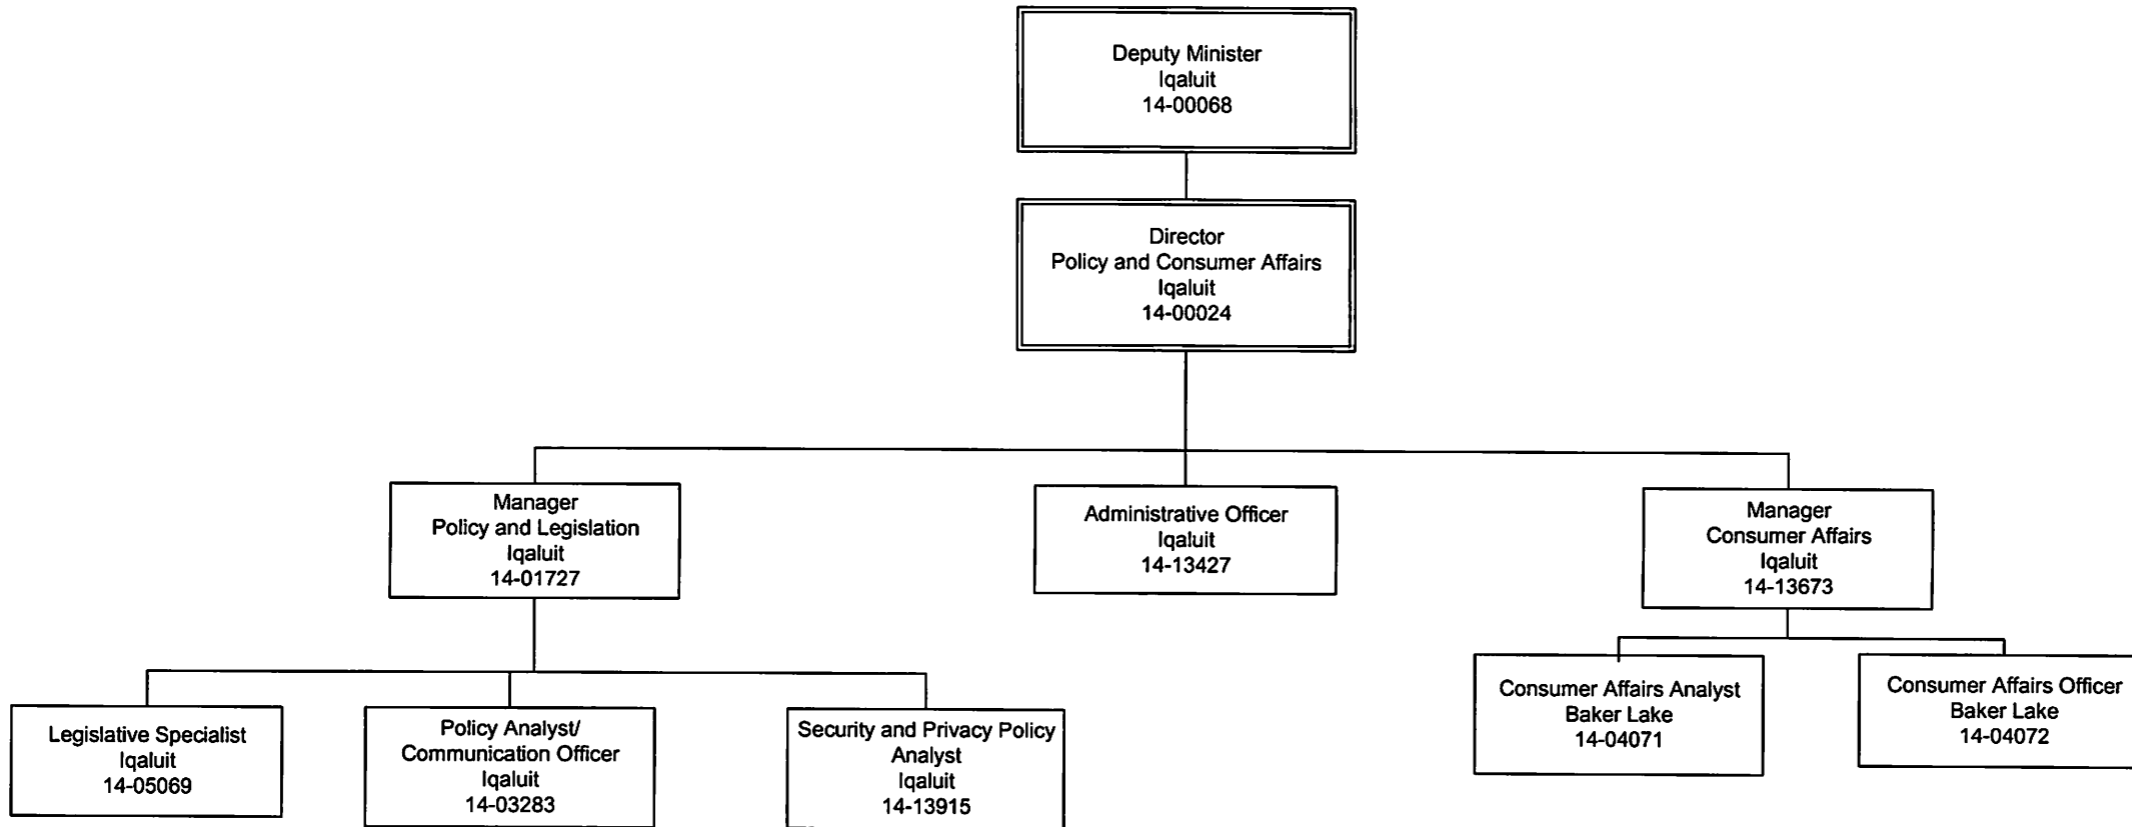 Deputy Minister
Iqaluit
14-00068
Director
Policy and Consumer Affairs
Iqaluit
14-00024
Manager
Policy and Legislation
Iqaluit
14-01727
Administrative Officer
Iqaluit
14-13427
Manager
Consumer Affairs
Iqaluit
14-13673
Legislative Specialist
Iqaluit
14-05069
Policy Analyst/
Communication Officer
Iqaluit
14-03283
Security and Privacy Policy
Analyst
Iqaluit
14-13915
Consumer Affairs Analyst
Baker Lake
14-04071
Consumer Affairs Officer
Baker Lake
14-04072